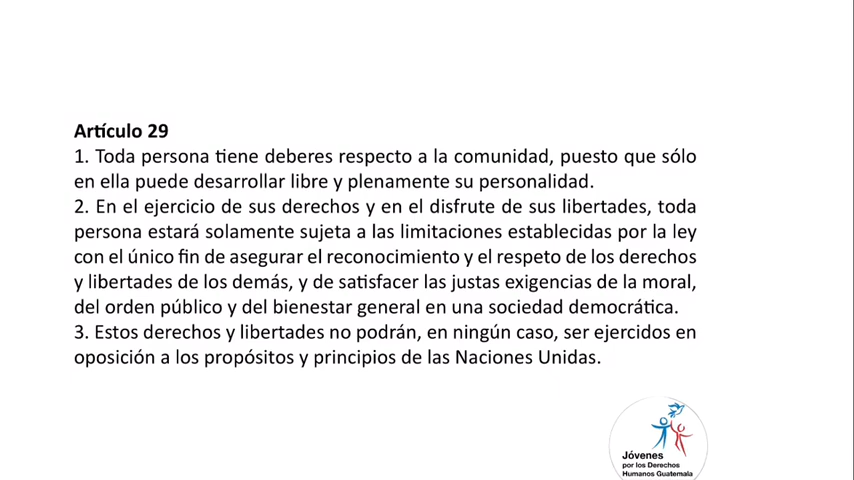 Artículo 29
1. Toda persona tiene deberes respecto a la comunidad, puesto que sólo
en ella puede desarrollar libre y plenamente su personalidad.
2. En el ejercicio de sus derechos y en el disfrute de sus libertades, toda
persona estará solamente sujeta a las limitaciones establecidas por la ley
con el único fin de asegurar el reconocimiento y el respeto de los derechos
y libertades de los demás, y de satisfacer las justas exigencias de la moral,
del orden público y del bienestar general en una sociedad democrática.
3. Estos derechos y libertades no podrán, en ningún caso, ser ejercidos en
oposición a los propósitos y principios de las Naciones Unidas.
Jóvenes
por los Derechos
Humanos Guatemala